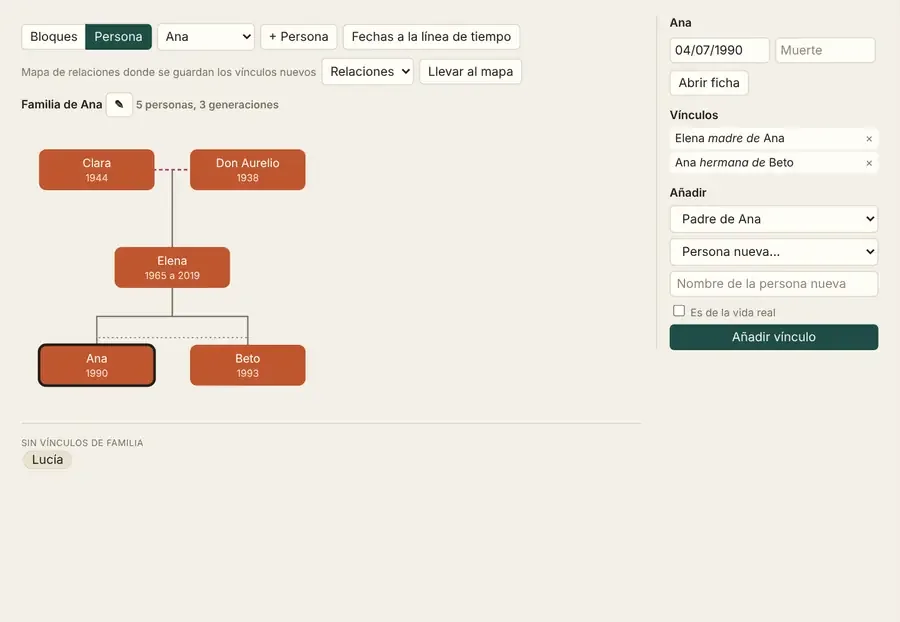 Bloques Persona Ana + Persona Fechas a la línea de tiempo
Mapa de relaciones donde se guardan los vínculos nuevos Relaciones Llevar al mapa
Familia de Ana ✎ 5 personas, 3 generaciones
Clara
1944
Don Aurelio
1938
Elena
1965 a 2019
Ana
1990
Beto
1993
SIN VÍNCULOS DE FAMILIA
Lucía
Ana
04/07/1990 Muerte
Abrir ficha
Vínculos
Elena madre de Ana ×
Ana hermana de Beto ×
Añadir
Padre de Ana
Persona nueva...
Nombre de la persona nueva
Es de la vida real
Añadir vínculo